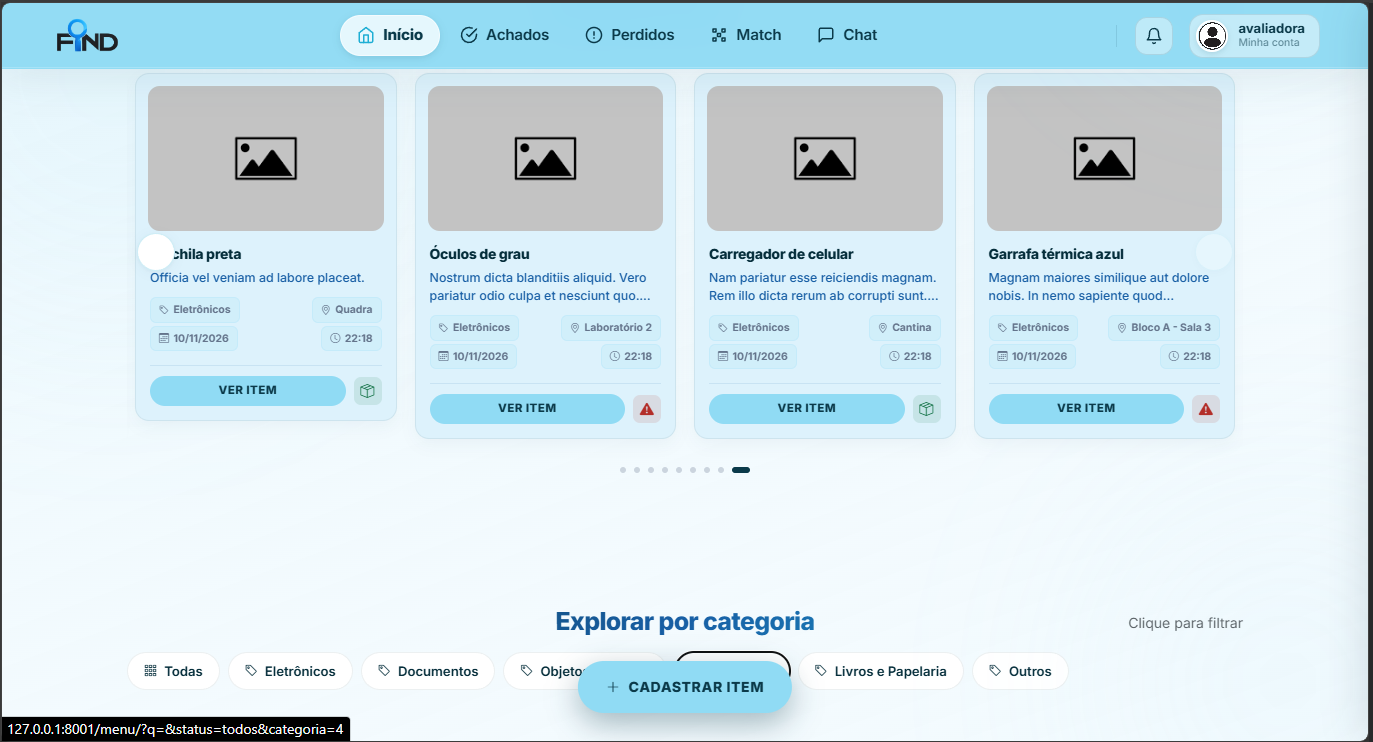 FIND
Início
Achados
Perdidos
Match
Chat
avaliadora
Minha conta
chila preta
Officia vel veniam ad labore placeat.
Eletrônicos
Quadra
10/11/2026
22:18
VER ITEM
Óculos de grau
Nostrum dicta blanditiis aliquid. Vero
pariatur odio culpa et nesciunt quo....
Eletrônicos
Laboratório 2
10/11/2026
22:18
VER ITEM
Carregador de celular
Nam pariatur esse reiciendis magnam.
Rem illo dicta rerum ab corrupti sunt....
Eletrônicos
Cantina
10/11/2026
22:18
VER ITEM
Garrafa térmica azul
Magnam maiores similique aut dolore
nobis. In nemo sapiente quod...
Eletrônicos
Bloco A - Sala 3
10/11/2026
22:18
VER ITEM
Explorar por categoria
Clique para filtrar
Todas
Eletrônicos
Documentos
Objeto
Livros e Papelaria
Outros
+ CADASTRAR ITEM
127.0.0.1:8001/menu/?q=&status=todos&categoria=4